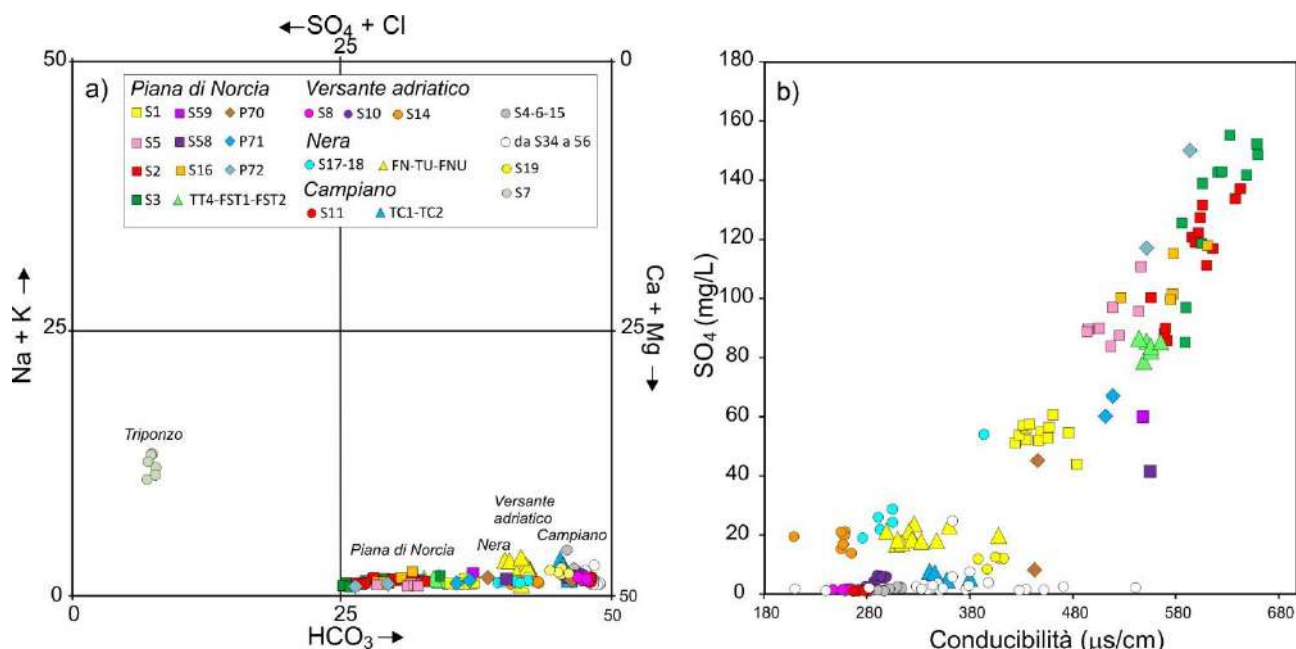 ←SO₄ + Cl
50
25
0
a)
Piana di Norcia
Versante adriatico
S1
S59
P70
S8
S10
S14
S4-6-15
S5
S58
P71
Nera
da S34 a 56
S2
S16
P72
S17-18
FN-TU-FNU
S19
S3
TT4-FST1-FST2
Campiano
S7
S11
TC1-TC2
Na + K →
25
25
Ca + Mg →
Triponzo
Versante
adriatico
Piana di Norcia
Nera
Campiano
0
25
50
0
50
HCO₃→
b)
SO₄ (mg/L)
180
160
140
120
100
80
60
40
20
0
180
280
380
480
580
680
Conducibilità (μs/cm)